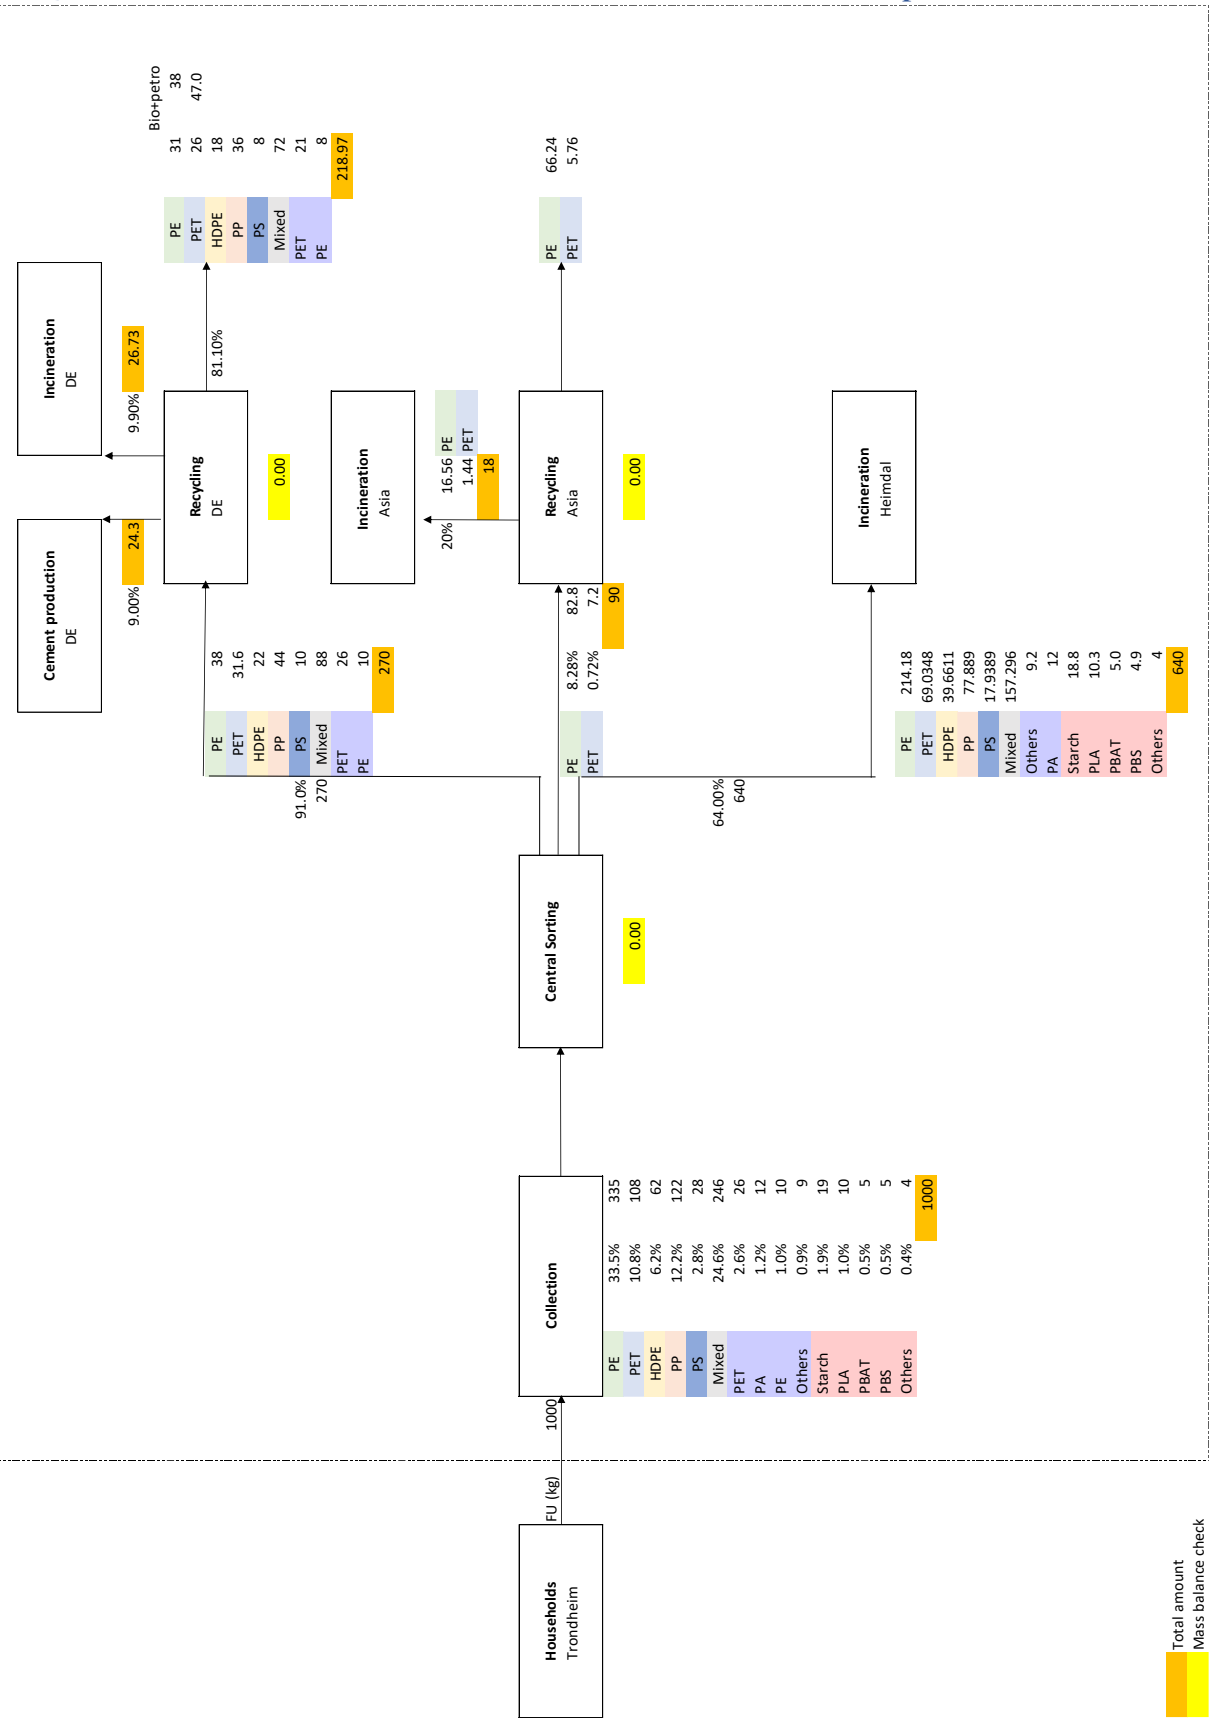 Households
Trondheim
FU (kg)
1000
Collection
PE 33.5% 335
PET 10.8% 108
HDPE 6.2% 62
PP 12.2% 122
PS 2.8% 28
Mixed 24.6% 246
PET 2.6% 26
PA 1.2% 12
PE 1.0% 10
Others 0.9% 9
Starch 1.9% 19
PLA 1.0% 10
PBAT 0.5% 5
PBS 0.5% 5
Others 0.4% 4
1000
Central Sorting
0.00
91.0%
270
PE 38
PET 31.6
HDPE 22
PP 44
PS 10
Mixed 88
PET 26
PE 10
270
Cement production
DE
9.00% 24.3
Incineration
DE
9.90% 26.73
Recycling
DE
0.00
81.10%
Bio+petro
PE 31 38
PET 26 47.0
HDPE 18
PP 36
PS 8
Mixed 72
PET 21
PE 8
218.97
PE 8.28% 82.8
PET 0.72% 7.2
90
Incineration
Asia
20%
16.56 PE
1.44 PET
18
Recycling
Asia
0.00
PE 66.24
PET 5.76
64.00%
640
Incineration
Heimdal
PE 214.18
PET 69.0348
HDPE 39.6611
PP 77.889
PS 17.9389
Mixed 157.296
Others 9.2
PA 12
Starch 18.8
PLA 10.3
PBAT 5.0
PBS 4.9
Others 4
640
Total amount
Mass balance check